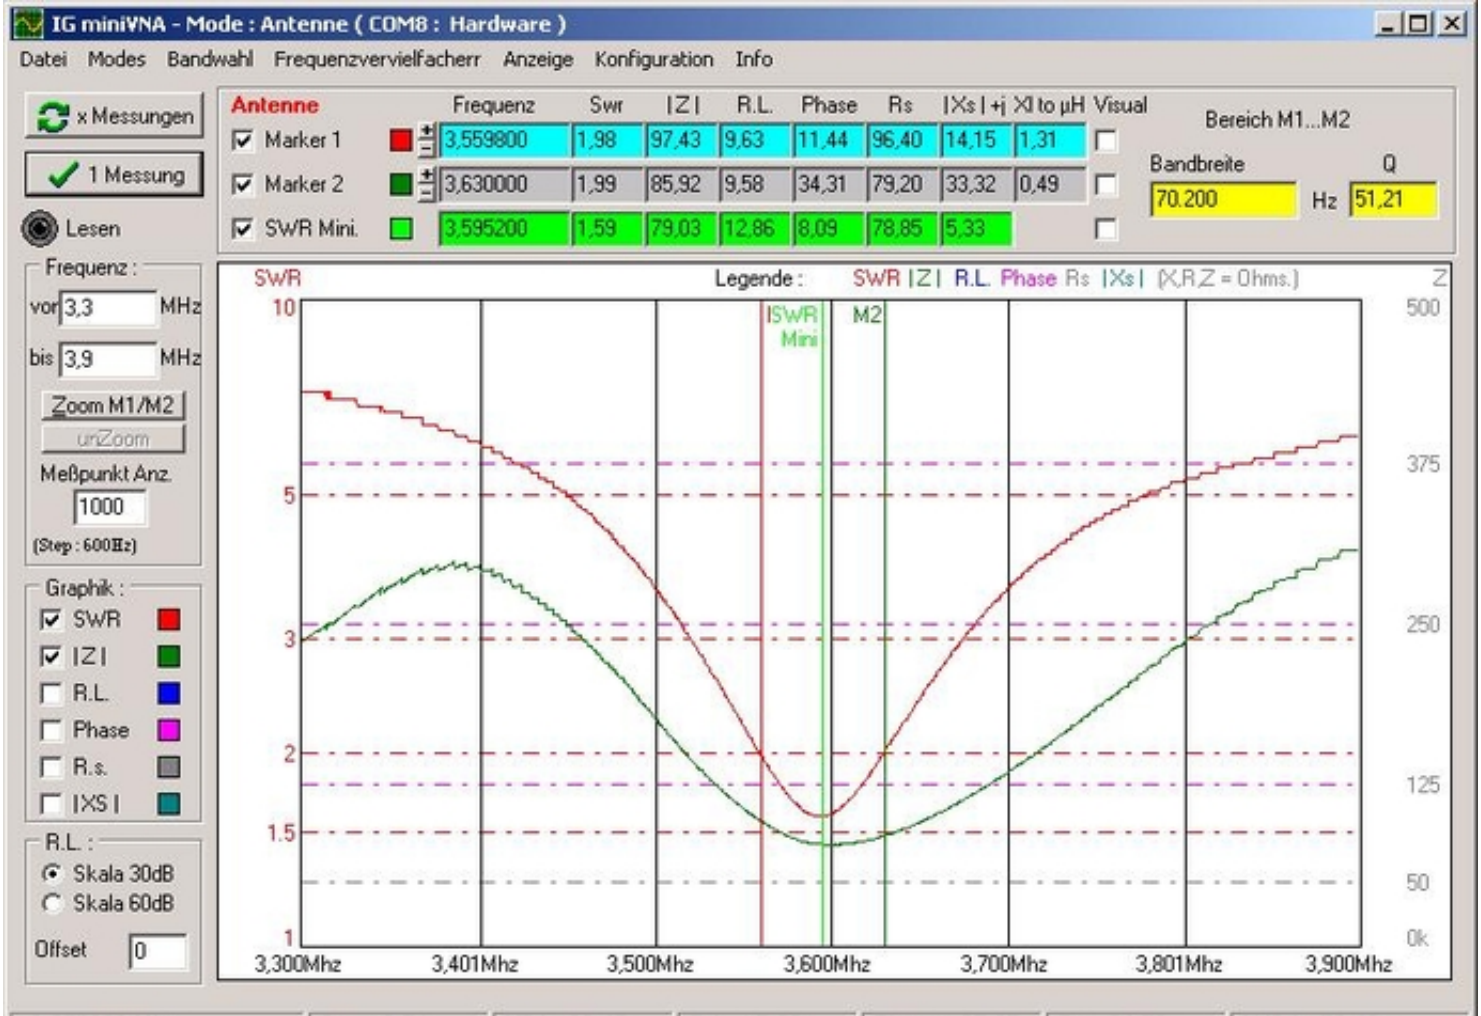 IG miniVNA - Mode : Antenne ( COM8 : Hardware )
Datei Modes Bandwahl Frequenzvervielfacherr Anzeige Konfiguration Info
x Messungen
1 Messung
Lesen
Antenne Frequenz Swr |Z| R.L. Phase Rs |Xs| +j Xl to µH Visual
Marker 1 3,559800 1,98 97,43 9,63 11,44 96,40 14,15 1,31
Marker 2 3,630000 1,99 85,92 9,58 34,31 79,20 33,32 0,49
SWR Mini. 3,595200 1,59 79,03 12,86 8,09 78,85 5,33
Bereich M1...M2
Bandbreite Q
70.200 Hz 51,21
Frequenz :
vor 3,3 MHz
bis 3,9 MHz
Zoom M1/M2
unZoom
Meßpunkt Anz.
1000
(Step : 600Hz)
Graphik :
SWR
|Z|
R.L.
Phase
R.s.
|XS|
R.L. :
Skala 30dB
Skala 60dB
Offset 0
SWR Legende : SWR |Z| R.L. Phase Rs |Xs| (X,R,Z = Ohms.) Z
10 SWR M2 500
Mini
375
5
250
3
2
125
1.5
50
1 0k
3,300Mhz 3,401Mhz 3,500Mhz 3,600Mhz 3,700Mhz 3,801Mhz 3,900Mhz